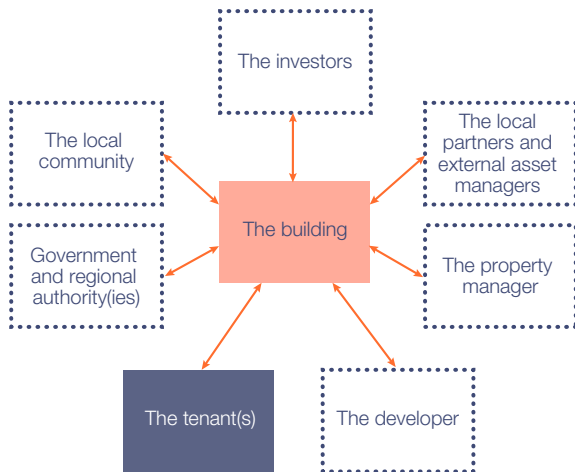 The investors
The local
community
The local
partners and
external asset
managers
The building
Government
and regional
authority(ies)
The property
manager
The tenant(s)
The developer